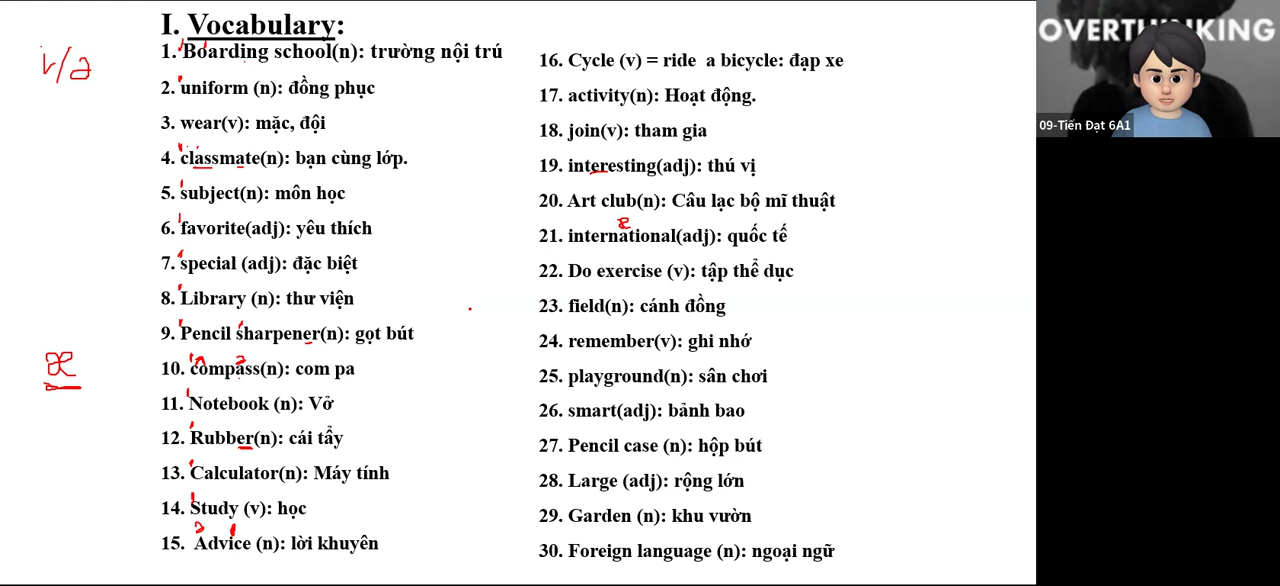 I. Vocabulary:
1. Boarding school(n): trường nội trú
2. uniform (n): đồng phục
3. wear(v): mặc, đội
4. classmate(n): bạn cùng lớp.
5. subject(n): môn học
6. favorite(adj): yêu thích
7. special (adj): đặc biệt
8. Library (n): thư viện
9. Pencil sharpener(n): gọt bút
10. compass(n): com pa
11. Notebook (n): Vở
12. Rubber(n): cái tẩy
13. Calculator(n): Máy tính
14. Study (v): học
15. Advice (n): lời khuyên
16. Cycle (v) = ride a bicycle: đạp xe
17. activity(n): Hoạt động.
18. join(v): tham gia
19. interesting(adj): thú vị
20. Art club(n): Câu lạc bộ mĩ thuật
æ
21. international(adj): quốc tế
22. Do exercise (v): tập thể dục
23. field(n): cánh đồng
24. remember(v): ghi nhớ
25. playground(n): sân chơi
26. smart(adj): bảnh bao
27. Pencil case (n): hộp bút
28. Large (adj): rộng lớn
29. Garden (n): khu vườn
30. Foreign language (n): ngoại ngữ
æ
09-Tiến Đạt 6A1